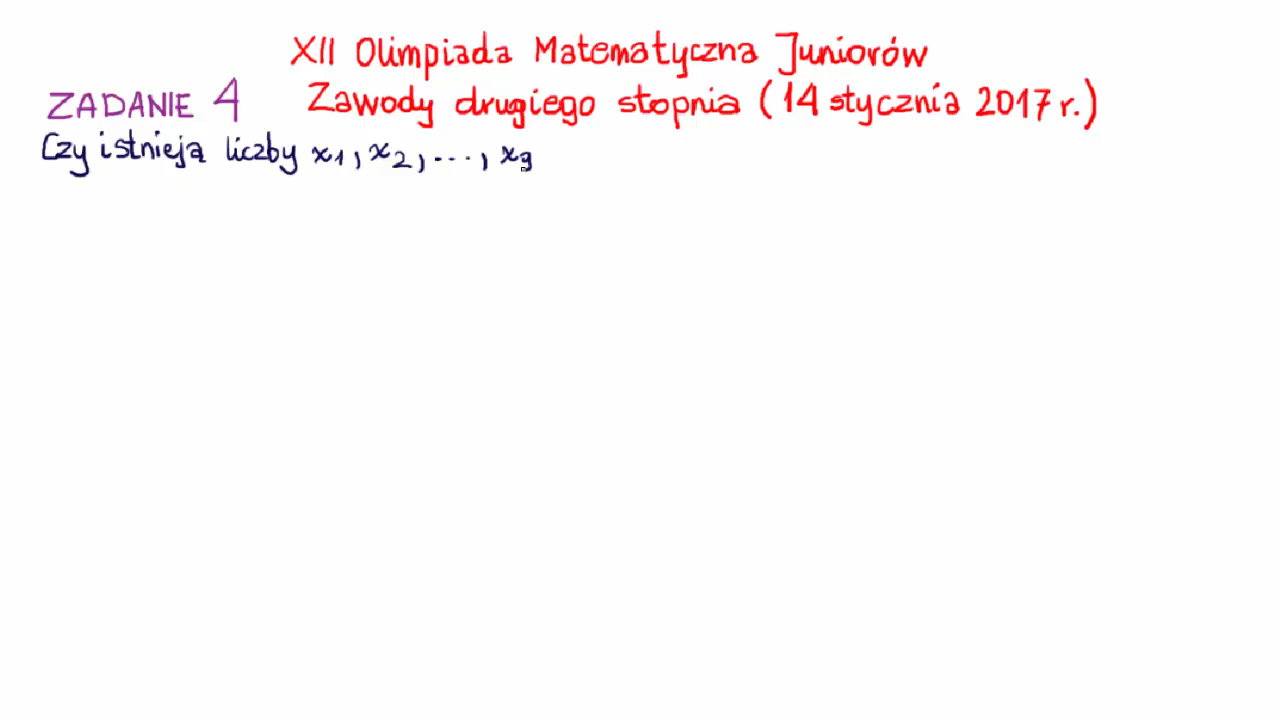 XII Olimpiada Matematyczna Juniorów
ZADANIE 4 Zawody drugiego stopnia (14 stycznia 2017 r.)
Czy istnieją liczby x₁, x₂, ..., x₉